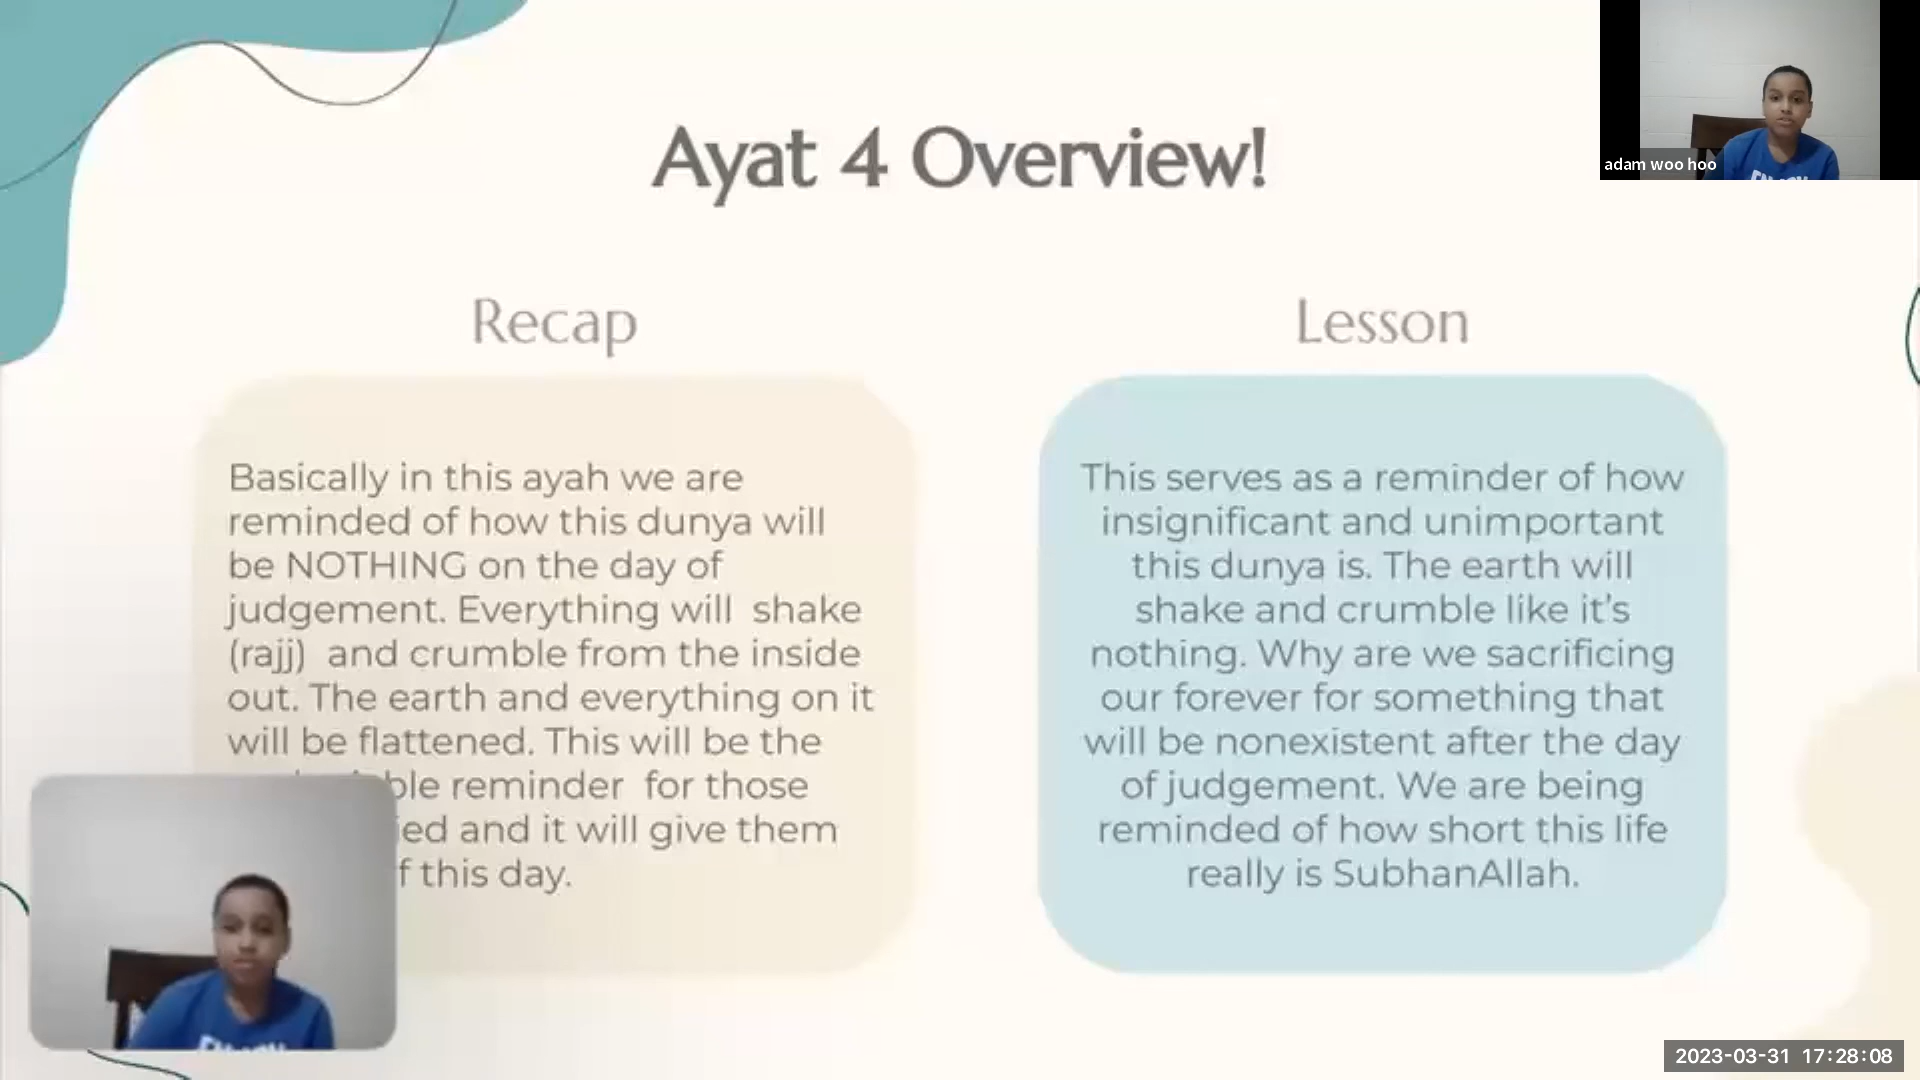 Ayat 4 Overview!
adam woo hoo
Recap
Basically in this ayah we are
reminded of how this dunya will
be NOTHING on the day of
judgement. Everything will shake
(rajj) and crumble from the inside
out. The earth and everything on it
will be flattened. This will be the
reminder for those
and it will give them
this day.
Lesson
This serves as a reminder of how
insignificant and unimportant
this dunya is. The earth will
shake and crumble like it's
nothing. Why are we sacrificing
our forever for something that
will be nonexistent after the day
of judgement. We are being
reminded of how short this life
really is SubhanAllah.
2023-03-31 17:28:08